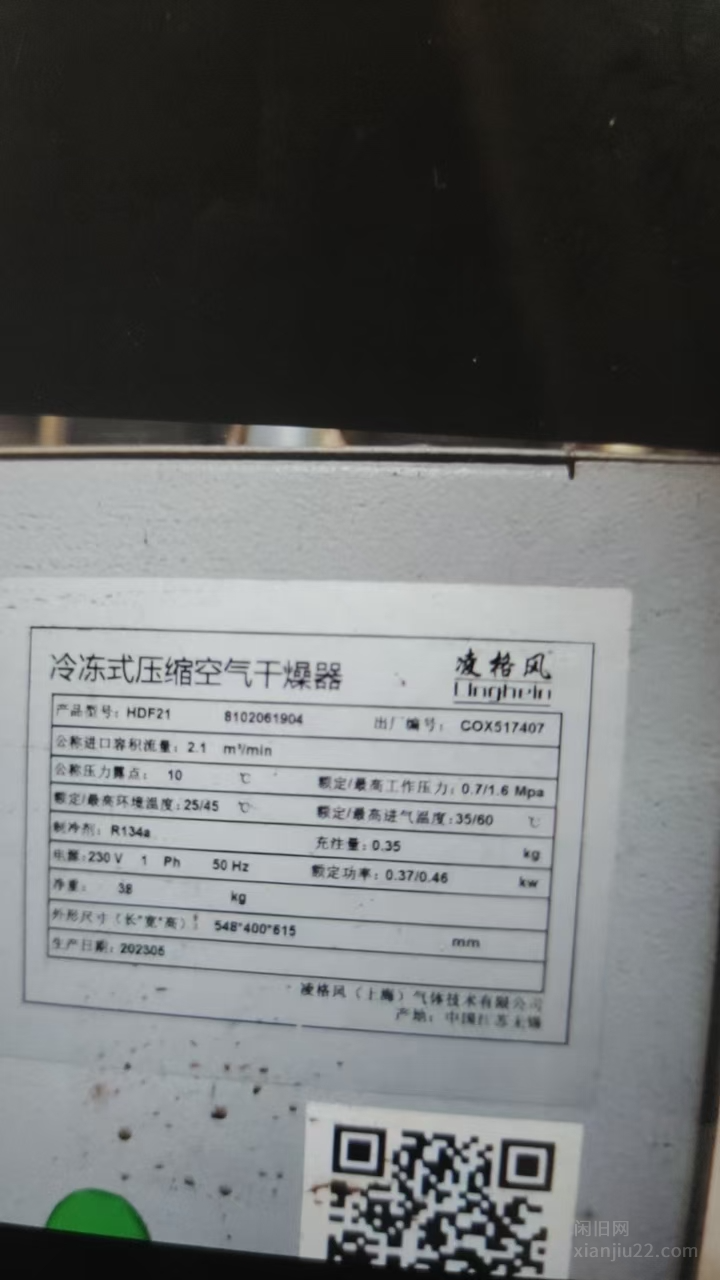 冷冻式压缩空气干燥器
凌格风
Linghein
产品型号：HDF21 8102061904 出厂编号：COX517407
公称进口容积流量：2.1 m³/min
公称压力露点： 10 ℃ 额定/最高工作压力：0.7/1.6 Mpa
额定/最高环境温度：25/45 ℃ 额定/最高进气温度：35/60 ℃
制冷剂：R134a 充注量：0.35 kg
电源：230 V 1 Ph 50 Hz 额定功率：0.37/0.46 kw
净重： 38 kg
外形尺寸（长*宽*高）： 548*400*615 mm
生产日期：202305
凌格风（上海）气体技术有限公司
产地：中国江苏无锡
闲旧网
xianjiu22.com